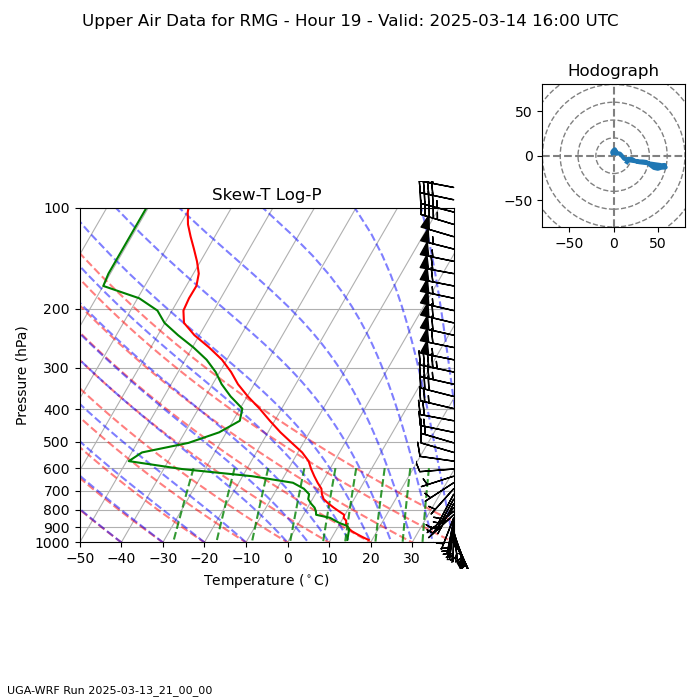 Upper Air Data for RMG - Hour 19 - Valid: 2025-03-14 16:00 UTC
Hodograph
50
0
−50
−50 0 50
Skew-T Log-P
100
200
300
400
500
600
700
800
900
1000
Pressure (hPa)
−50 −40 −30 −20 −10 0 10 20 30
Temperature (°C)
UGA-WRF Run 2025-03-13_21_00_00